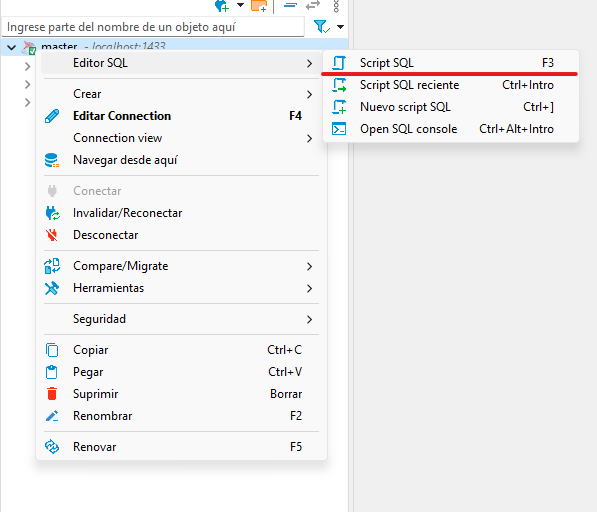 Ingrese parte del nombre de un objeto aquí
master - localhost:1433
Editor SQL
Script SQL F3
Script SQL reciente Ctrl+Intro
Nuevo script SQL Ctrl+]
Open SQL console Ctrl+Alt+Intro
Crear
Editar Connection F4
Connection view
Navegar desde aquí
Conectar
Invalidar/Reconectar
Desconectar
Compare/Migrate
Herramientas
Seguridad
Copiar Ctrl+C
Pegar Ctrl+V
Suprimir Borrar
Renombrar F2
Renovar F5